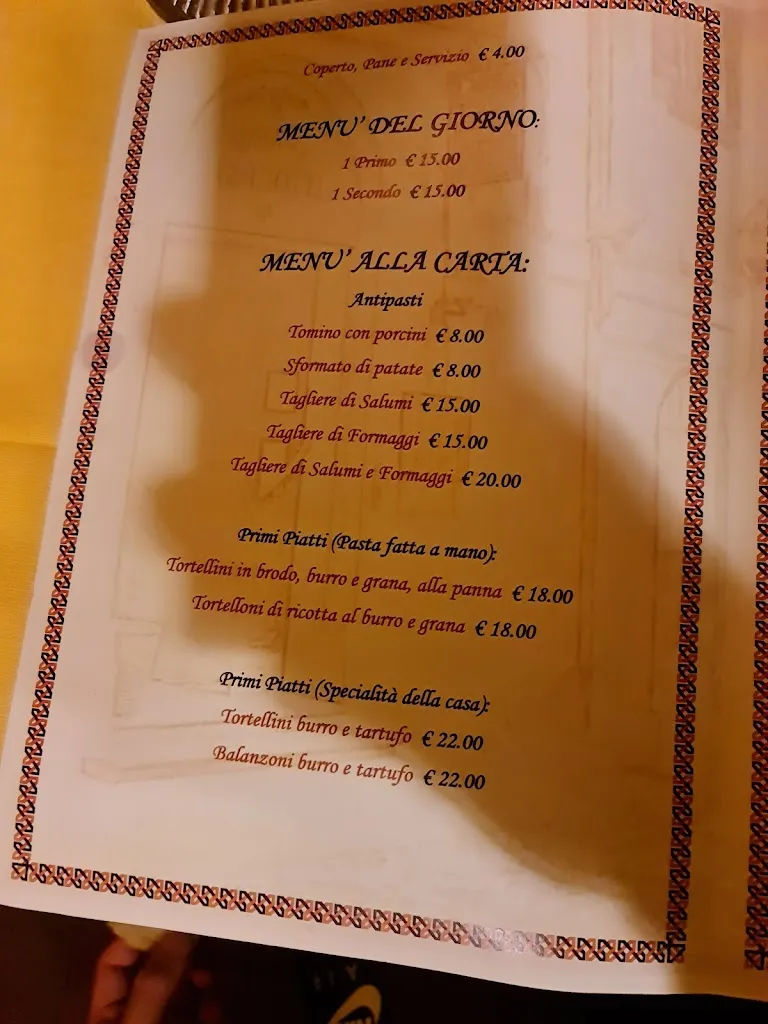 Coperto, Pane e Servizio € 4.00
MENU' DEL GIORNO:
1 Primo € 15.00
1 Secondo € 15.00
MENU' ALLA CARTA:
Antipasti
Tomino con porcini € 8.00
Sformato di patate € 8.00
Tagliere di Salumi € 15.00
Tagliere di Formaggi € 15.00
Tagliere di Salumi e Formaggi € 20.00
Primi Piatti (Pasta fatta a mano):
Tortellini in brodo, burro e grana, alla panna € 18.00
Tortelloni di ricotta al burro e grana € 18.00
Primi Piatti (Specialità della casa):
Tortellini burro e tartufo € 22.00
Balanzoni burro e tartufo € 22.00